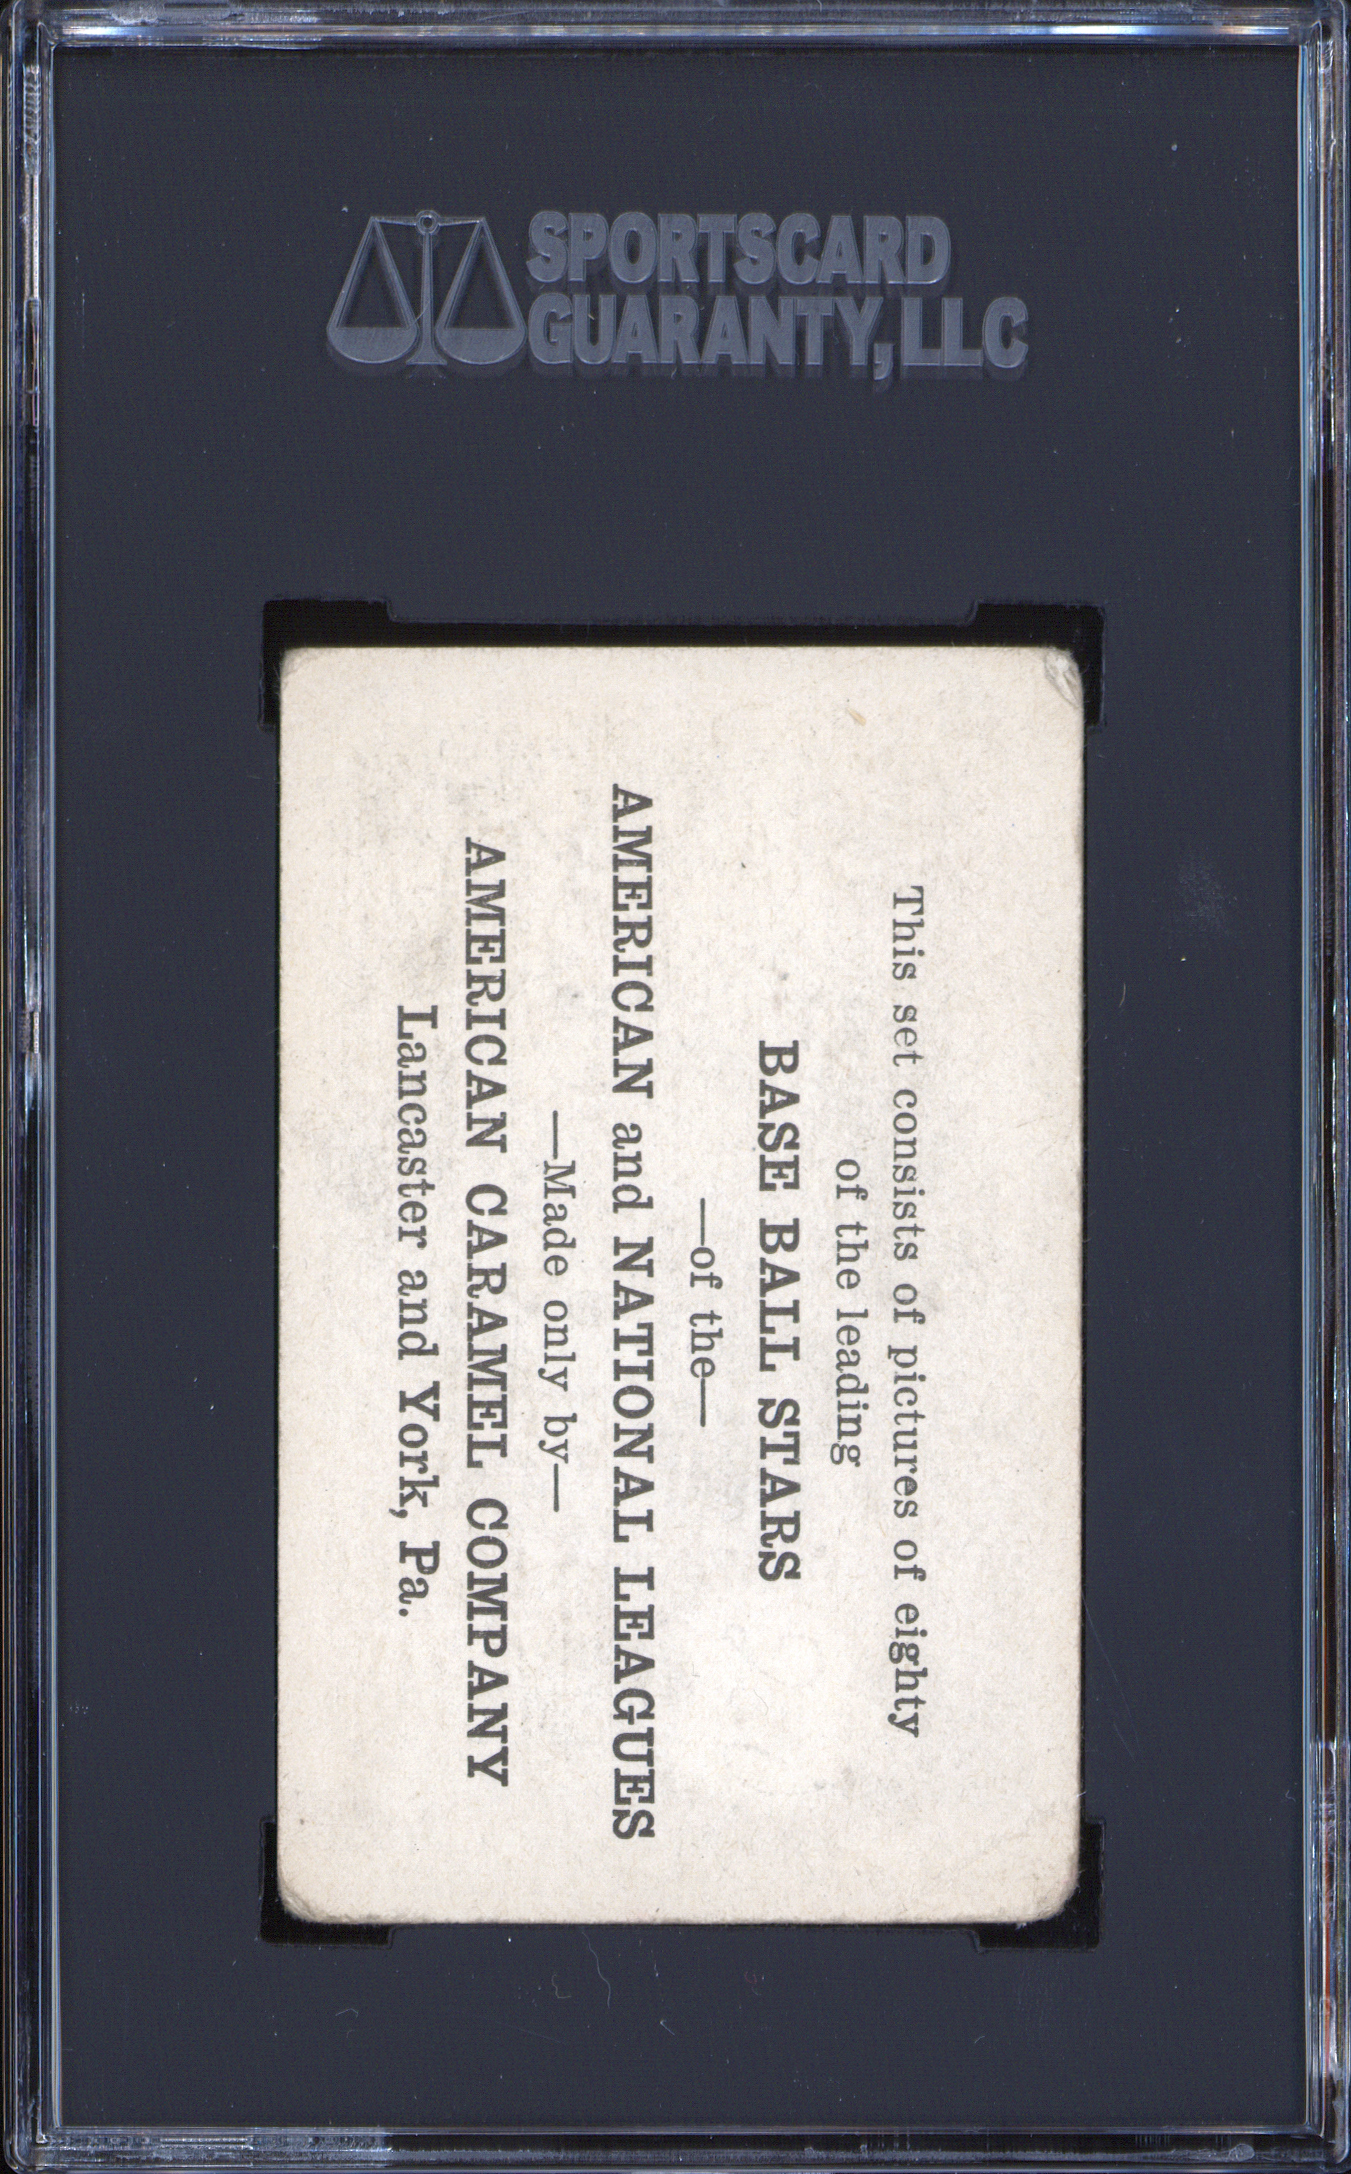 SPORTSCARD
GUARANTY, LLC
This set consists of pictures of eighty
of the leading
BASE BALL STARS
—of the—
AMERICAN and NATIONAL LEAGUES
—Made only by—
AMERICAN CARAMEL COMPANY
Lancaster and York, Pa.